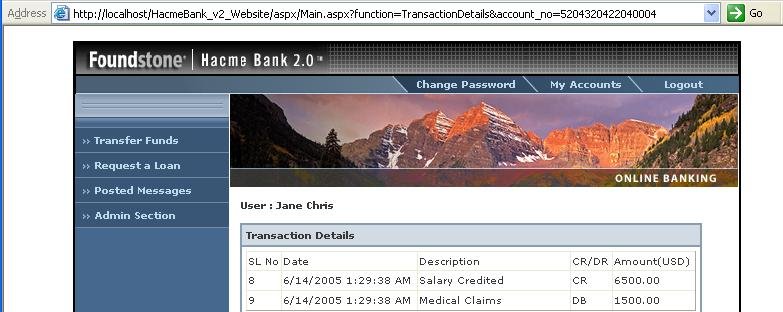 Address http://localhost/HacmeBank_v2_Website/aspx/Main.aspx?function=TransactionDetails&account_no=5204320422040004 Go
Foundstone® | Hacme Bank 2.0™
Change Password My Accounts Logout
›› Transfer Funds
›› Request a Loan
›› Posted Messages
›› Admin Section
ONLINE BANKING
User : Jane Chris
Transaction Details
SL No Date Description CR/DR Amount(USD)
8 6/14/2005 1:29:38 AM Salary Credited CR 6500.00
9 6/14/2005 1:29:38 AM Medical Claims DB 1500.00